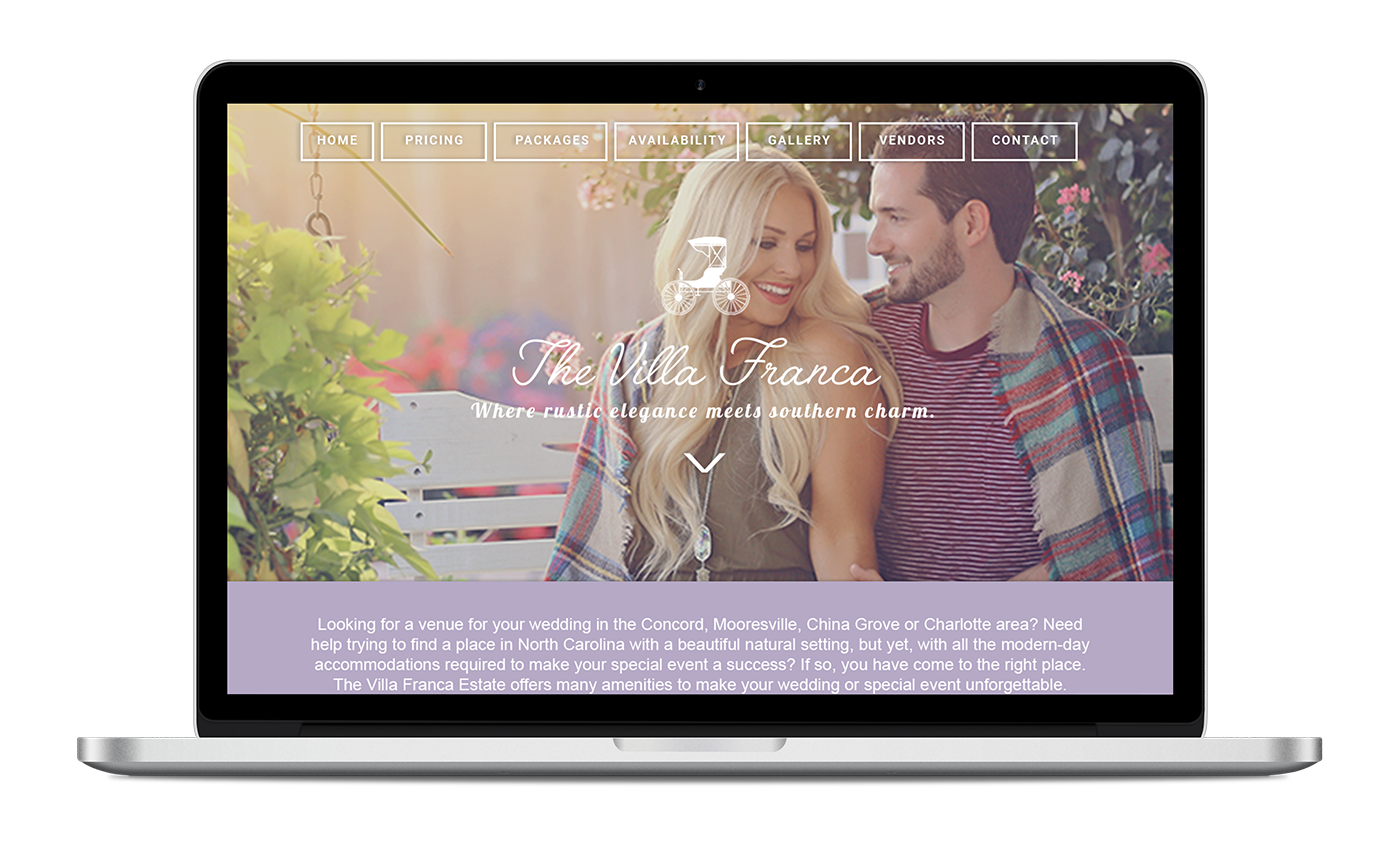 HOME PRICING PACKAGES AVAILABILITY GALLERY VENDORS CONTACT
The Villa Franca
Where rustic elegance meets southern charm.
Looking for a venue for your wedding in the Concord, Mooresville, China Grove or Charlotte area? Need
help trying to find a place in North Carolina with a beautiful natural setting, but yet, with all the modern-day
accommodations required to make your special event a success? If so, you have come to the right place.
The Villa Franca Estate offers many amenities to make your wedding or special event unforgettable.